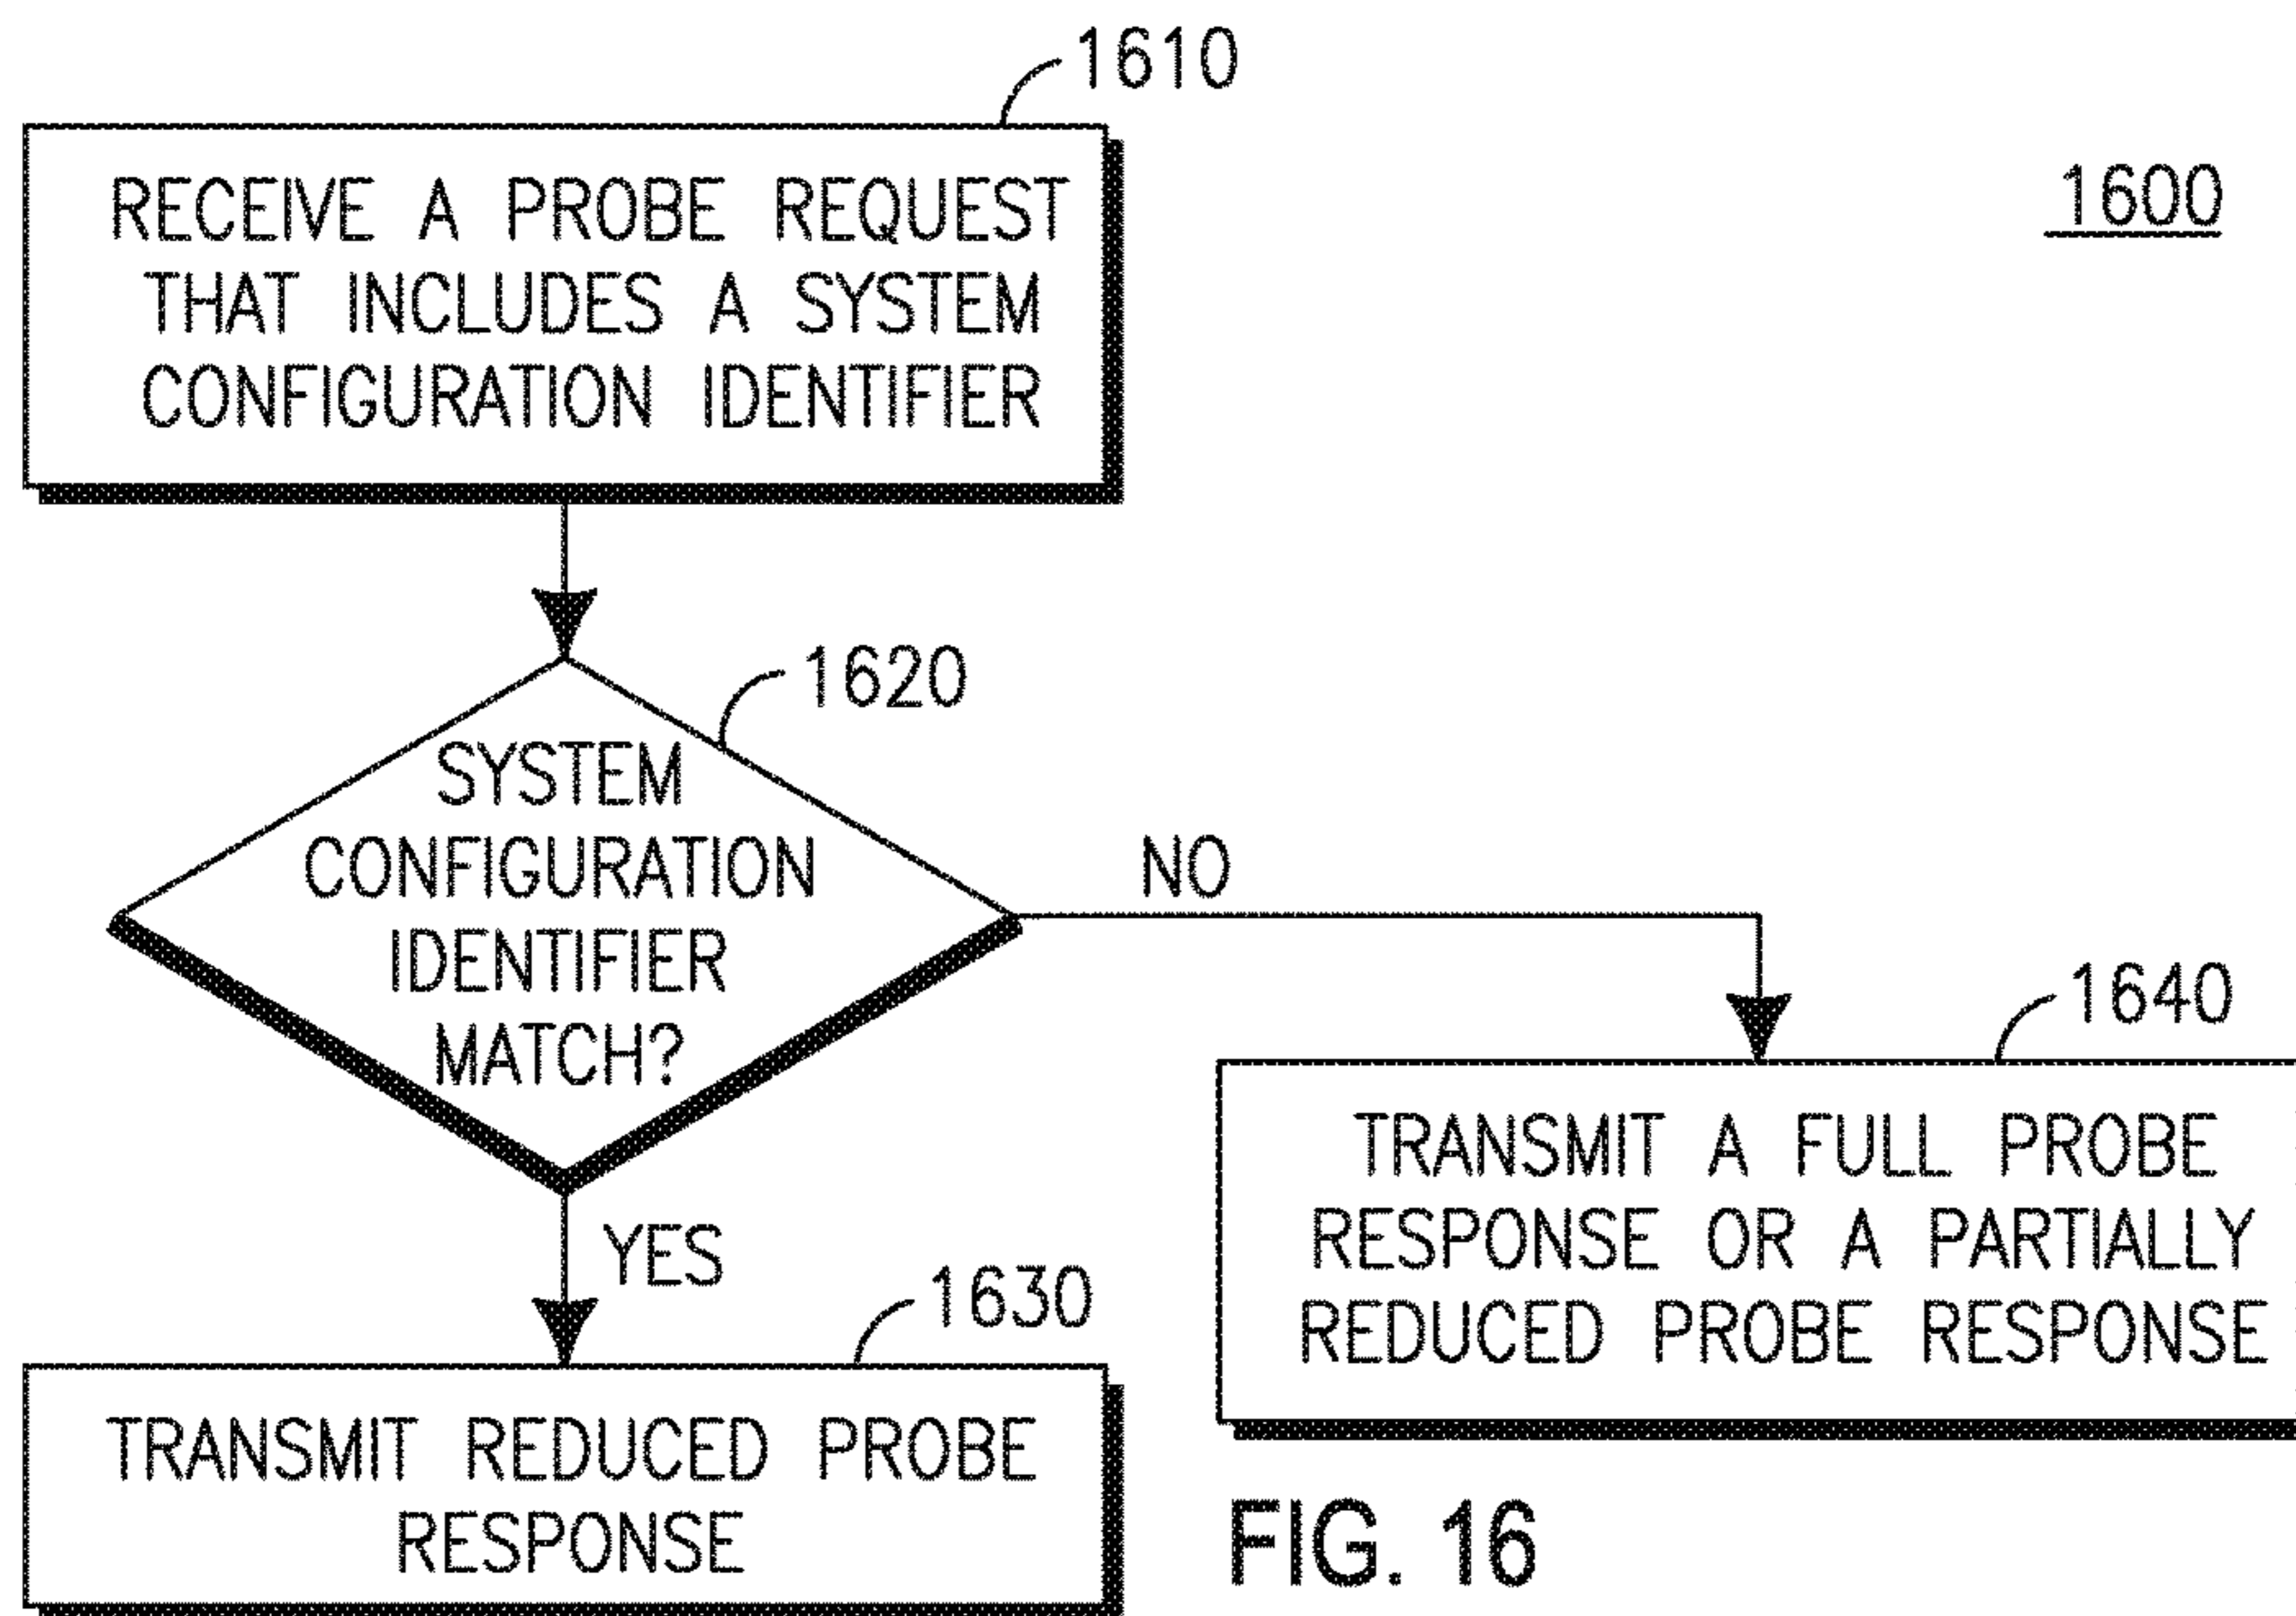 1610
1600
RECEIVE A PROBE REQUEST
THAT INCLUDES A SYSTEM
CONFIGURATION IDENTIFIER
1620
SYSTEM
CONFIGURATION
IDENTIFIER
MATCH?
NO
1640
TRANSMIT A FULL PROBE
RESPONSE OR A PARTIALLY
REDUCED PROBE RESPONSE
YES
1630
TRANSMIT REDUCED PROBE
RESPONSE
FIG. 16